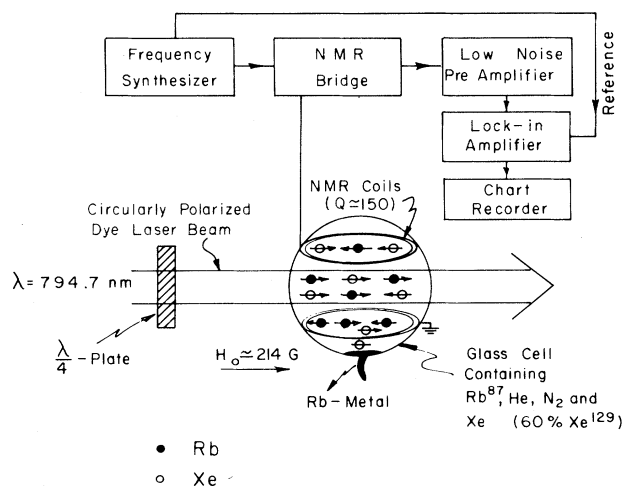 Frequency
Synthesizer
NMR
Bridge
Low Noise
Pre Amplifier
Reference
Lock-in
Amplifier
Chart
Recorder
NMR Coils
(Q≃150)
Circularly Polarized
Dye Laser Beam
λ=794.7 nm
λ/4-Plate
H₀≃214 G
Rb-Metal
Glass Cell
Containing
Rb⁸⁷, He, N₂ and
Xe (60% Xe¹²⁹)
● Rb
○ Xe